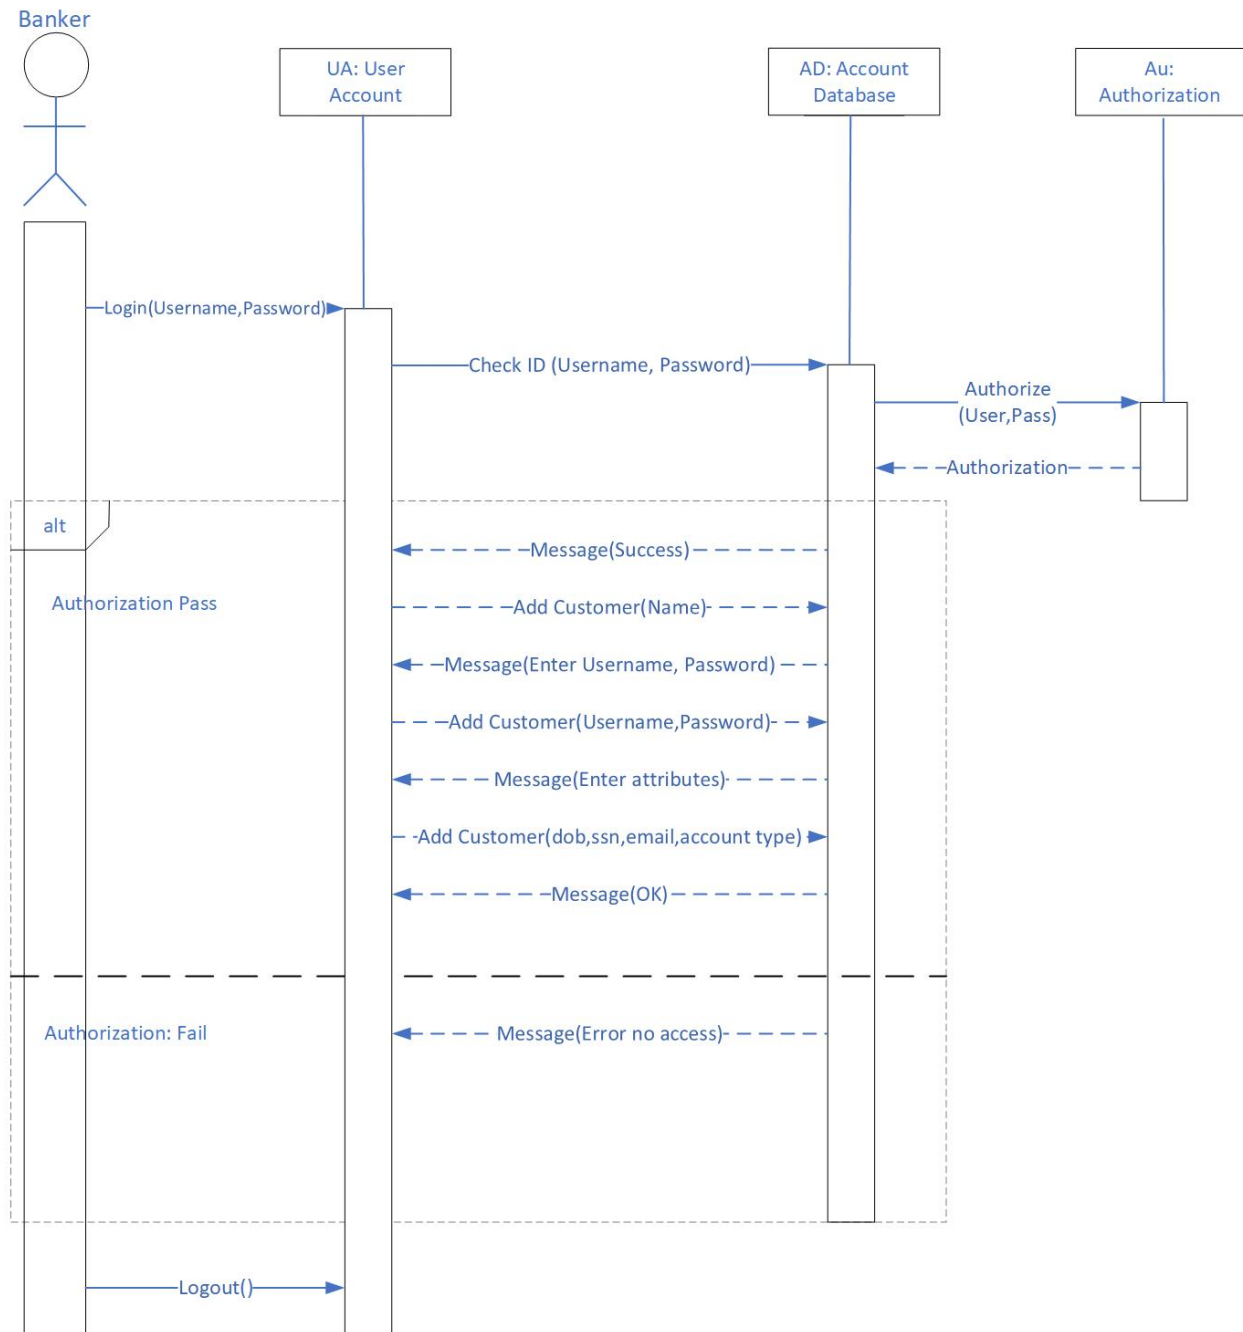 Banker
UA: User
Account
AD: Account
Database
Au:
Authorization
Login(Username,Password)
Check ID (Username, Password)
Authorize
(User,Pass)
Authorization
alt
Message(Success)
Authorization Pass
Add Customer(Name)
Message(Enter Username, Password)
Add Customer(Username,Password)
Message(Enter attributes)
Add Customer(dob,ssn,email,account type)
Message(OK)
Authorization: Fail
Message(Error no access)
Logout()